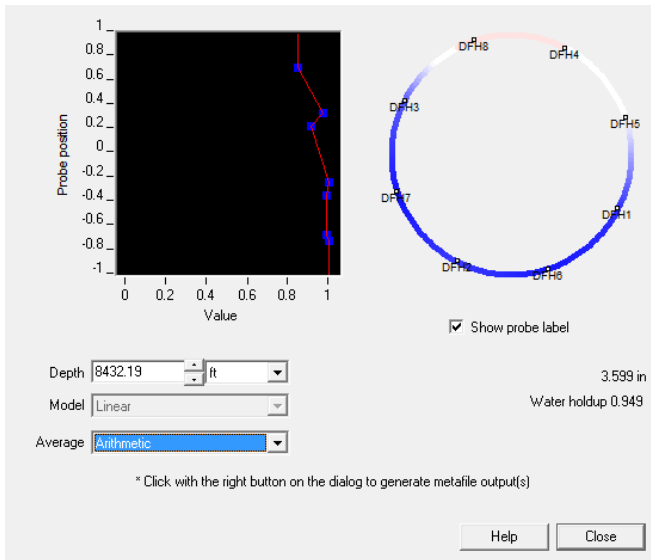 1
0.8
0.6
0.4
0.2
0
-0.2
-0.4
-0.6
-0.8
-1
Probe position
0 0.2 0.4 0.6 0.8 1
Value
DFH8
DFH4
DFH3
DFH5
DFH7
DFH1
DFH2
DFH6
Show probe label
Depth 8432.19 ft
3.599 in
Model Linear
Water holdup 0.949
Average Arithmetic
* Click with the right button on the dialog to generate metafile output(s)
Help Close